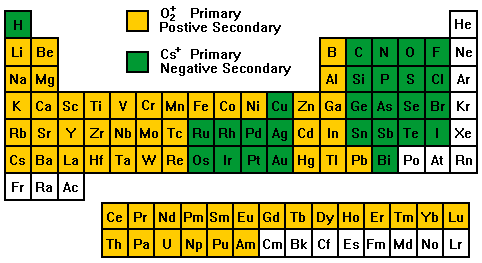 O2+ Primary
Postive Secondary
Cs+ Primary
Negative Secondary
H He
Li Be B C N O F Ne
Na Mg Al Si P S Cl Ar
K Ca Sc Ti V Cr Mn Fe Co Ni Cu Zn Ga Ge As Se Br Kr
Rb Sr Y Zr Nb Mo Tc Ru Rh Pd Ag Cd In Sn Sb Te I Xe
Cs Ba La Hf Ta W Re Os Ir Pt Au Hg Tl Pb Bi Po At Rn
Fr Ra Ac
Ce Pr Nd Pm Sm Eu Gd Tb Dy Ho Er Tm Yb Lu
Th Pa U Np Pu Am Cm Bk Cf Es Fm Md No Lr